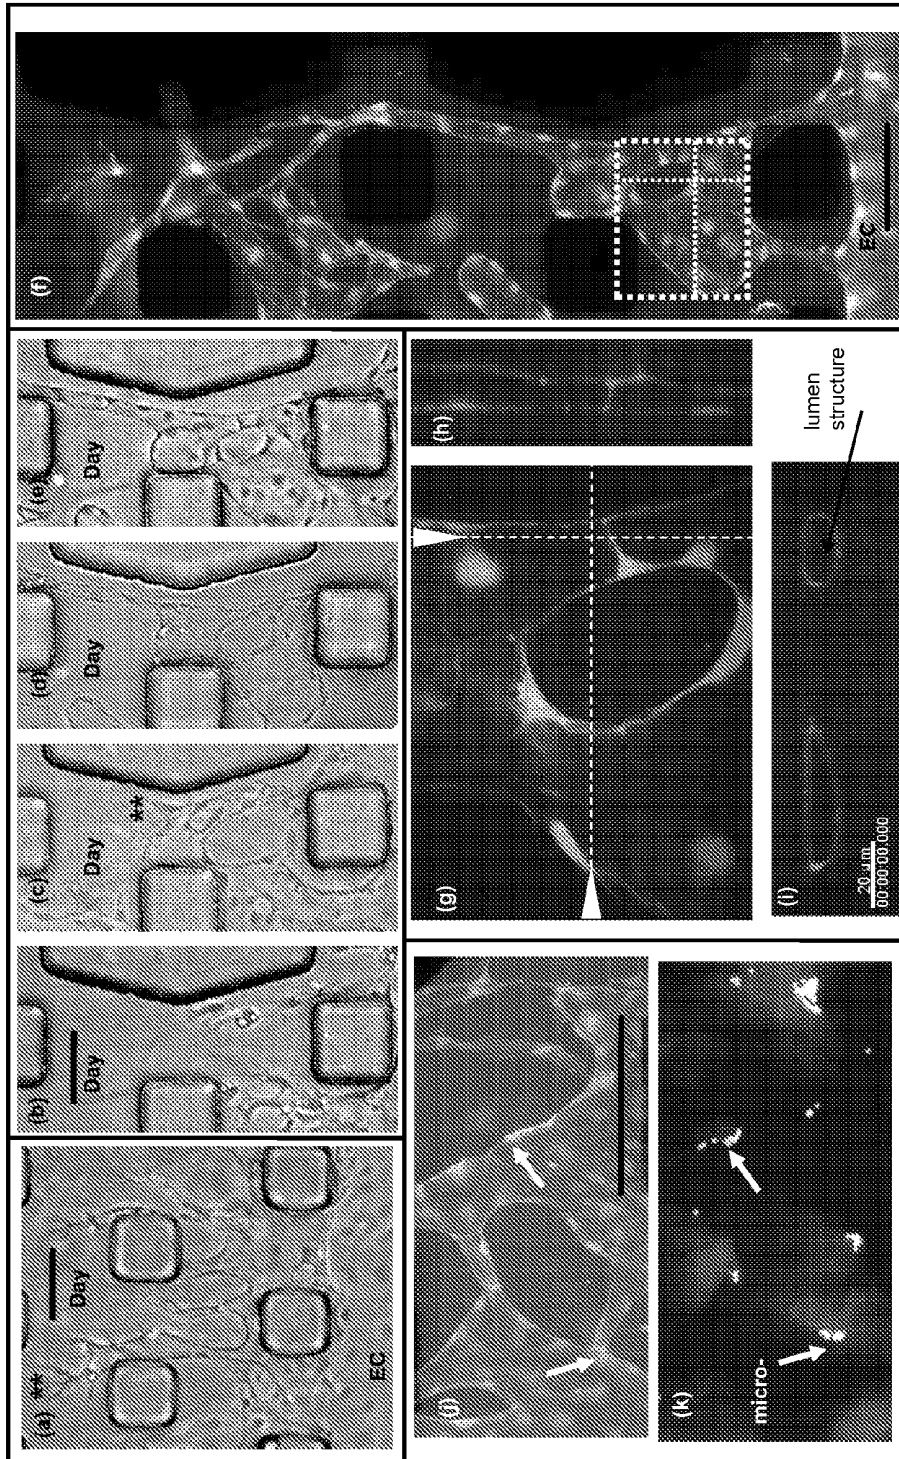 (a)
**
Day
EC
(b)
Day
(c)
Day
**
(d)
Day
(e)
Day
(f)
EC
(g)
(h)
(i)
20 µm
00:00:00.000
lumen
structure
(j)
(k)
micro-